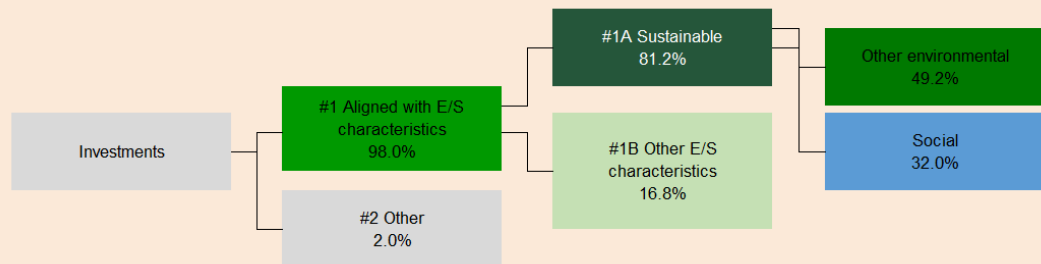 Investments
#1 Aligned with E/S
characteristics
98.0%
#2 Other
2.0%
#1A Sustainable
81.2%
#1B Other E/S
characteristics
16.8%
Other environmental
49.2%
Social
32.0%